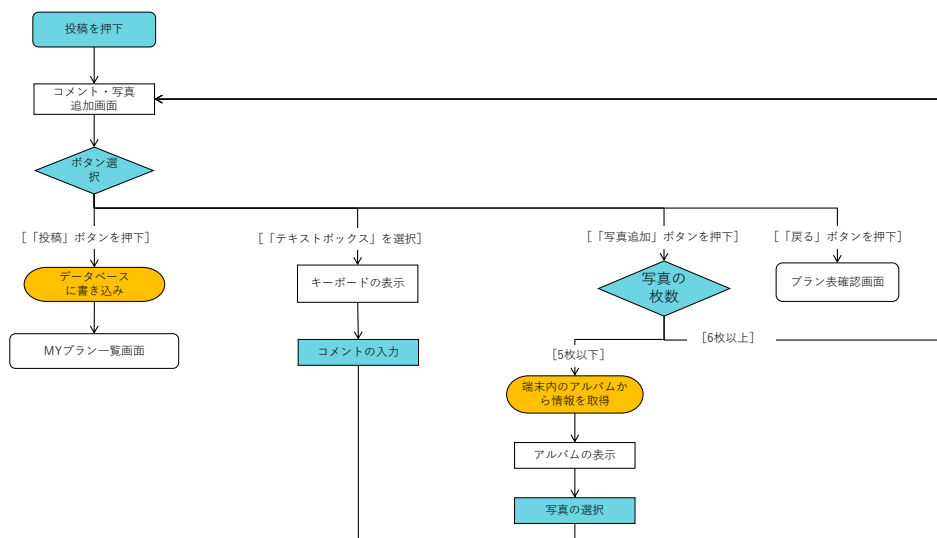 投稿を押下
コメント・写真
追加画面
ボタン選
択
[「投稿」ボタンを押下]
[「テキストボックス」を選択]
[「写真追加」ボタンを押下]
[「戻る」ボタンを押下]
データベース
に書き込み
キーボードの表示
写真の
枚数
プラン表確認画面
MYプラン一覧画面
コメントの入力
[5枚以下]
[6枚以上]
端末内のアルバムか
ら情報を取得
アルバムの表示
写真の選択